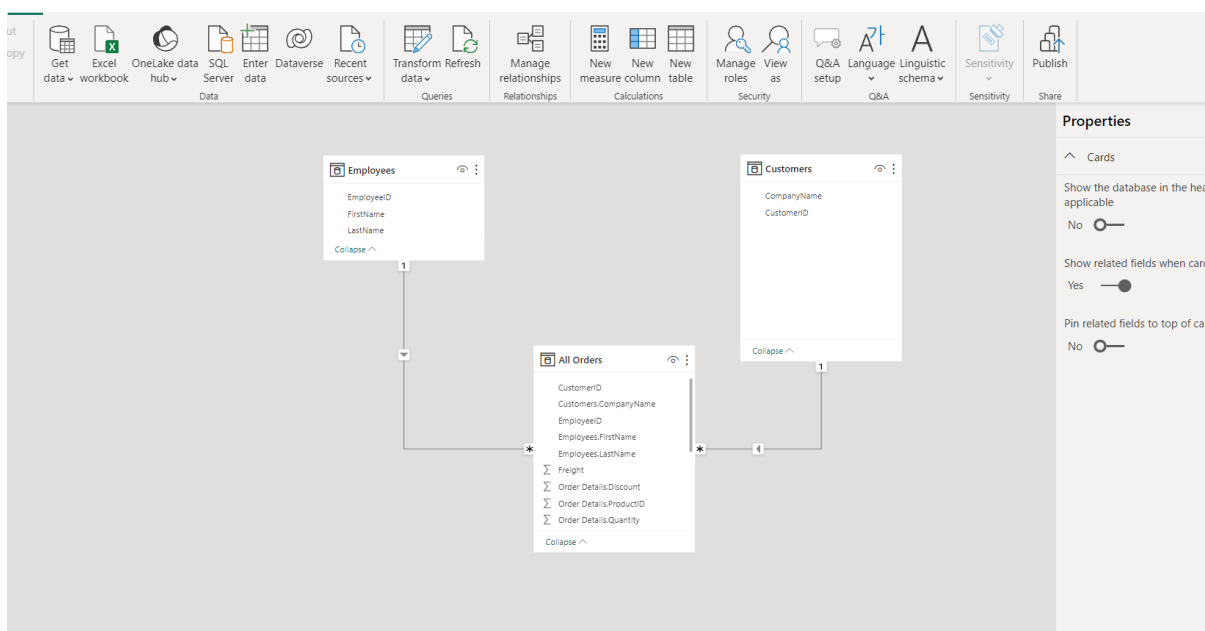 ut
opy
Get data
Excel workbook
OneLake data hub
SQL Server
Enter data
Dataverse
Recent sources
Data
Transform data
Refresh
Queries
Manage relationships
Relationships
New measure
New column
New table
Calculations
Manage roles
View as
Security
Q&A setup
Language
Linguistic schema
Q&A
Sensitivity
Sensitivity
Publish
Share
Properties
Cards
Show the database in the hea
applicable
No
Show related fields when car
Yes
Pin related fields to top of ca
No
Employees
EmployeeID
FirstName
LastName
Collapse
1
Customers
CompanyName
CustomerID
Collapse
1
All Orders
CustomerID
Customers.CompanyName
EmployeeID
Employees.FirstName
Employees.LastName
Σ Freight
Σ Order Details.Discount
Σ Order Details.ProductID
Σ Order Details.Quantity
Collapse
*
*